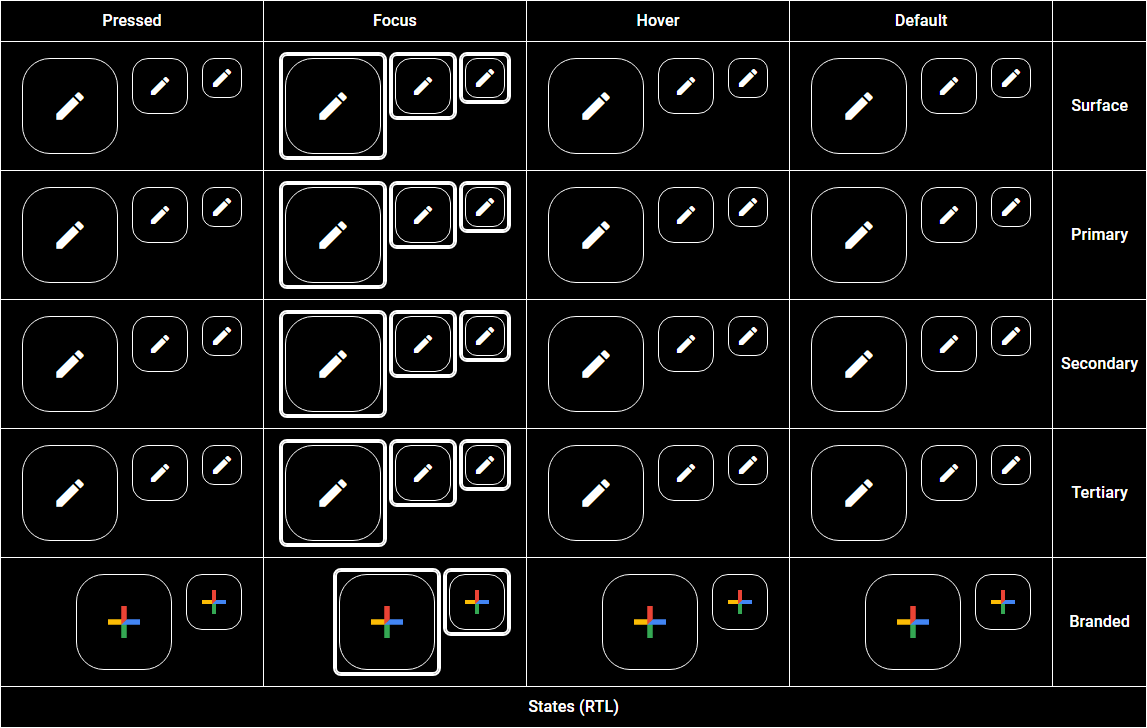 Pressed Focus Hover Default
Surface
Primary
Secondary
Tertiary
Branded
States (RTL)